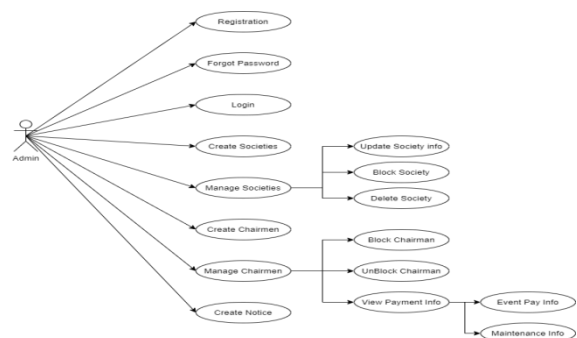 Registration
Forgot Password
Login
Admin
Create Societies
Update Society info
Manage Societies
Block Society
Delete Society
Create Chairmen
Block Chairman
Manage Chairmen
UnBlock Chairman
Create Notice
View Payment Info
Event Pay Info
Maintenance Info